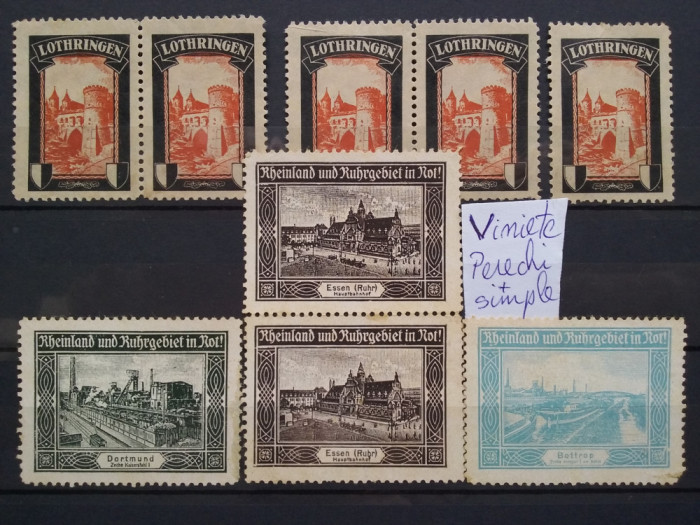 LOTHRINGEN
LOTHRINGEN
LOTHRINGEN
LOTHRINGEN
LOTHRINGEN
Rheinland und Ruhrgebiet in Not!
Essen (Ruhr)
Hauptbahnhof
Viniete
Perechi
+
simple
Rheinland und Ruhrgebiet in Not!
Dortmund
Rheinland und Ruhrgebiet in Not!
Essen (Ruhr)
Hauptbahnhof
Rheinland und Ruhrgebiet in Not!
Bottrop